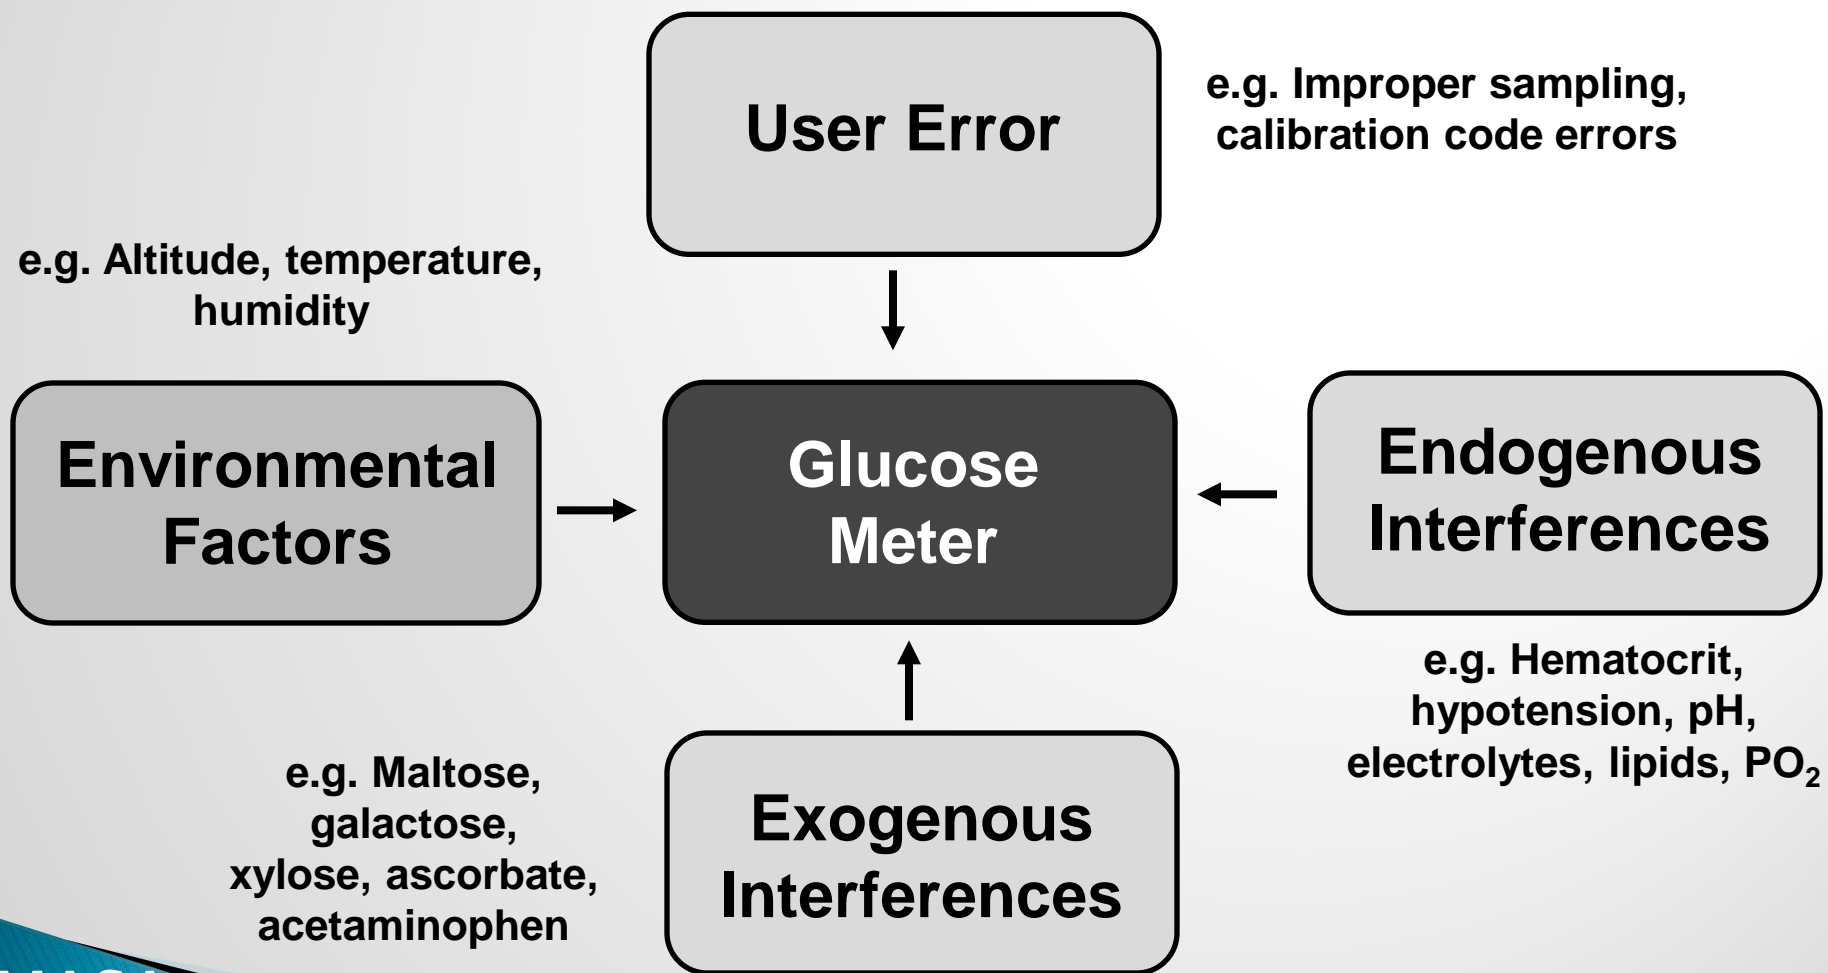 User Error
e.g. Improper sampling,
calibration code errors
e.g. Altitude, temperature,
humidity
Environmental
Factors
Glucose
Meter
Endogenous
Interferences
e.g. Hematocrit,
hypotension, pH,
electrolytes, lipids, PO₂
e.g. Maltose,
galactose,
xylose, ascorbate,
acetaminophen
Exogenous
Interferences